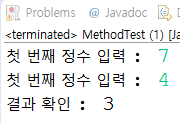 Problems @ Javadoc
<terminated> MethodTest (1) [Ja
첫 번째 정수 입력 : 7
첫 번째 정수 입력 : 4
결과 확인 : 3